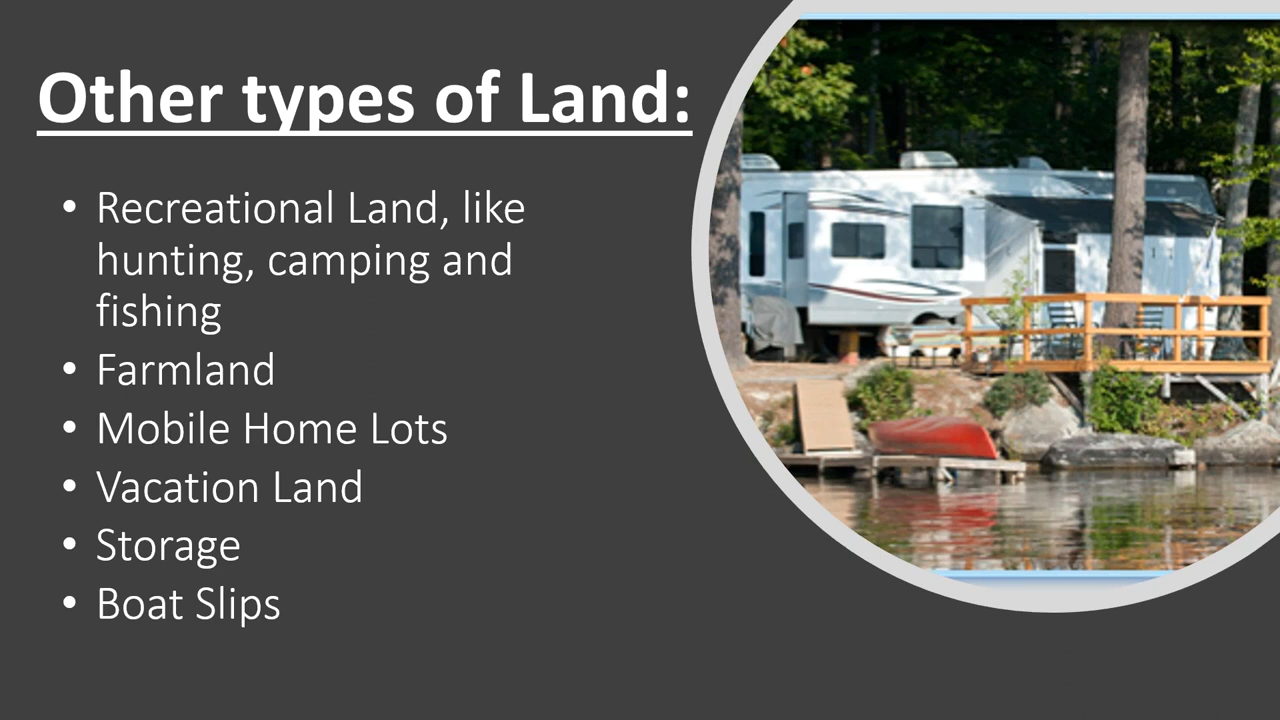 Other types of Land:
• Recreational Land, like
hunting, camping and
fishing
• Farmland
• Mobile Home Lots
• Vacation Land
• Storage
• Boat Slips